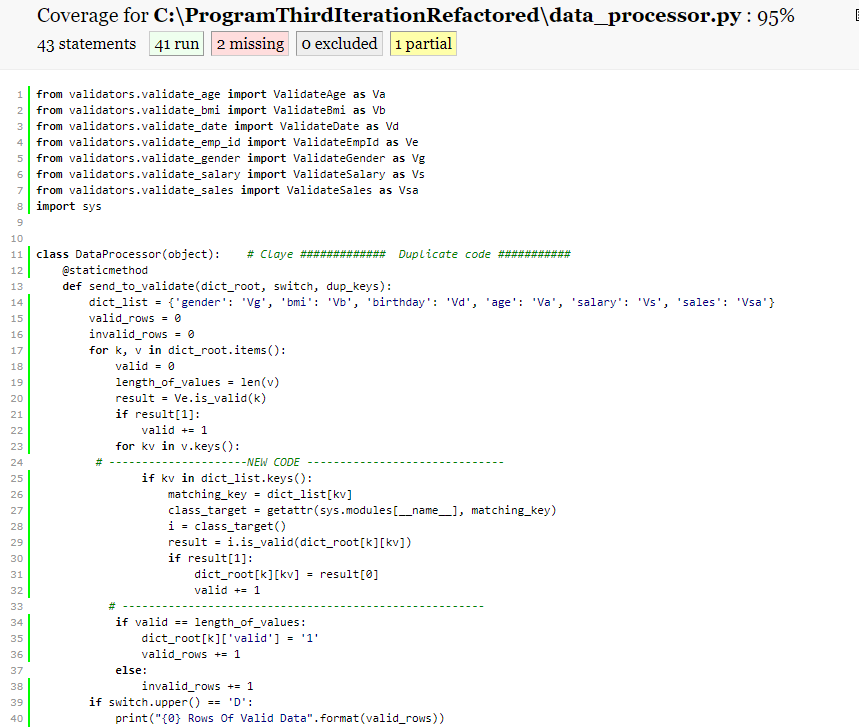 Coverage for C:\ProgramThirdIterationRefactored\data_processor.py : 95%
43 statements 41 run 2 missing 0 excluded 1 partial
1 from validators.validate_age import ValidateAge as Va
2 from validators.validate_bmi import ValidateBmi as Vb
3 from validators.validate_date import ValidateDate as Vd
4 from validators.validate_emp_id import ValidateEmpId as Ve
5 from validators.validate_gender import ValidateGender as Vg
6 from validators.validate_salary import ValidateSalary as Vs
7 from validators.validate_sales import ValidateSales as Vsa
8 import sys
9
10
11 class DataProcessor(object):    # Claye #############  Duplicate code ###########
12     @staticmethod
13     def send_to_validate(dict_root, switch, dup_keys):
14         dict_list = {'gender': 'Vg', 'bmi': 'Vb', 'birthday': 'Vd', 'age': 'Va', 'salary': 'Vs', 'sales': 'Vsa'}
15         valid_rows = 0
16         invalid_rows = 0
17         for k, v in dict_root.items():
18             valid = 0
19             length_of_values = len(v)
20             result = Ve.is_valid(k)
21             if result[1]:
22                 valid += 1
23             for kv in v.keys():
24          # ---------------------NEW CODE ------------------------------
25                 if kv in dict_list.keys():
26                     matching_key = dict_list[kv]
27                     class_target = getattr(sys.modules[__name__], matching_key)
28                     i = class_target()
29                     result = i.is_valid(dict_root[k][kv])
30                     if result[1]:
31                         dict_root[k][kv] = result[0]
32                         valid += 1
33            # -------------------------------------------------------
34             if valid == length_of_values:
35                 dict_root[k]['valid'] = '1'
36                 valid_rows += 1
37             else:
38                 invalid_rows += 1
39         if switch.upper() == 'D':
40             print("{0} Rows Of Valid Data".format(valid_rows))